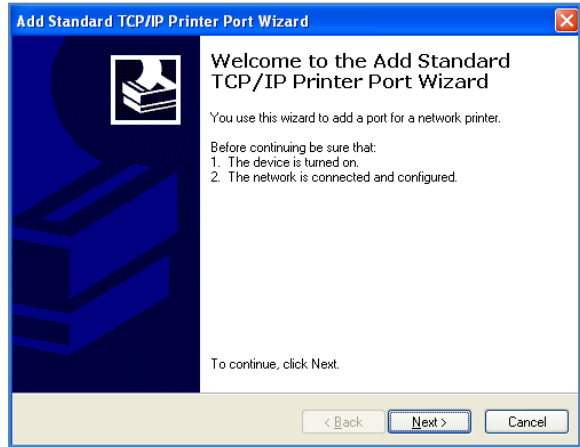 Add Standard TCP/IP Printer Port Wizard
Welcome to the Add Standard
TCP/IP Printer Port Wizard
You use this wizard to add a port for a network printer.
Before continuing be sure that:
1. The device is turned on.
2. The network is connected and configured.
To continue, click Next.
< Back
Next >
Cancel